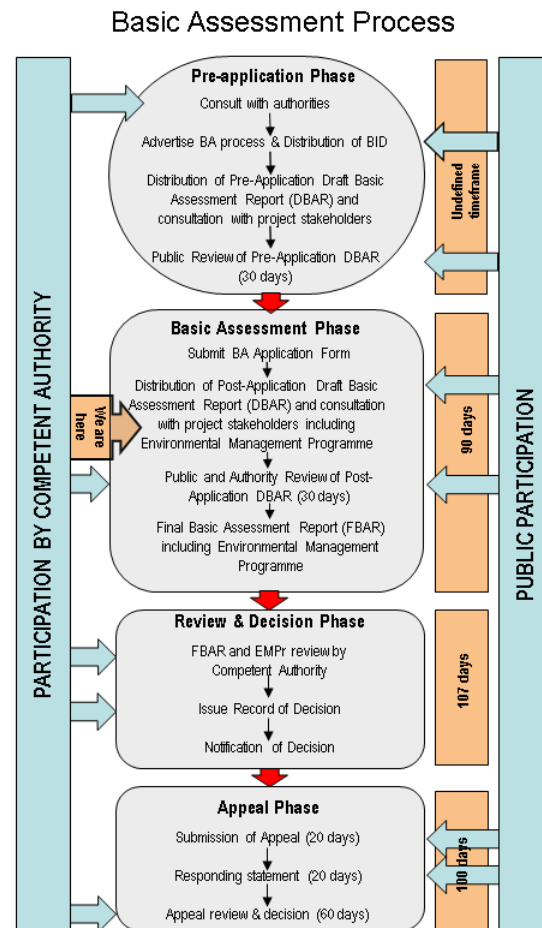 Basic Assessment Process
PARTICIPATION BY COMPETENT AUTHORITY
Pre-application Phase
Consult with authorities
Advertise BA process & Distribution of BID
Distribution of Pre-Application Draft Basic
Assessment Report (DBAR) and
consultation with project stakeholders
Public Review of Pre-Application DBAR
(30 days)
Undefined
timeframe
PUBLIC PARTICIPATION
Basic Assessment Phase
Submit BA Application Form
Distribution of Post-Application Draft Basic
Assessment Report (DBAR) and consultation
with project stakeholders including
Environmental Management Programme
We are
here
Public and Authority Review of Post-
Application DBAR (30 days)
Final Basic Assessment Report (FBAR)
including Environmental Management
Programme
90 days
Review & Decision Phase
FBAR and EMPr review by
Competent Authority
Issue Record of Decision
Notification of Decision
107 days
Appeal Phase
Submission of Appeal (20 days)
Responding statement (20 days)
Appeal review & decision (60 days)
100 days